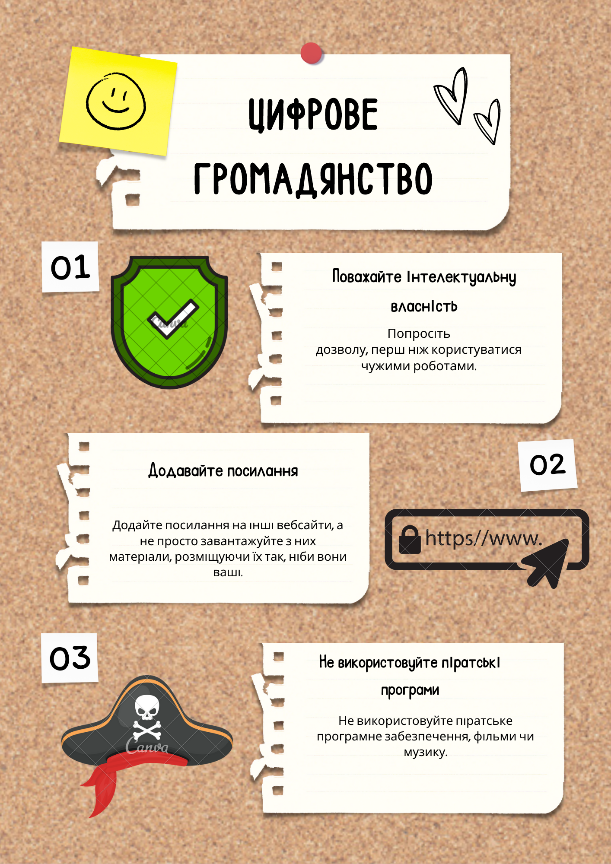 ЦИФРОВЕ
ГРОМАДЯНСТВО
01
Canva
Поважайте інтелектуальну
власність
Попросіть
дозволу, перш ніж користуватися
чужими роботами.
Додавайте посилання
Додайте посилання на інші вебсайти, а
не просто завантажуйте з них
матеріали, розміщуючи їх так, ніби вони
ваші.
02
https//www.
03
Canva
Не використовуйте піратські
програми
Не використовуйте піратське
програмне забезпечення, фільми чи
музику.